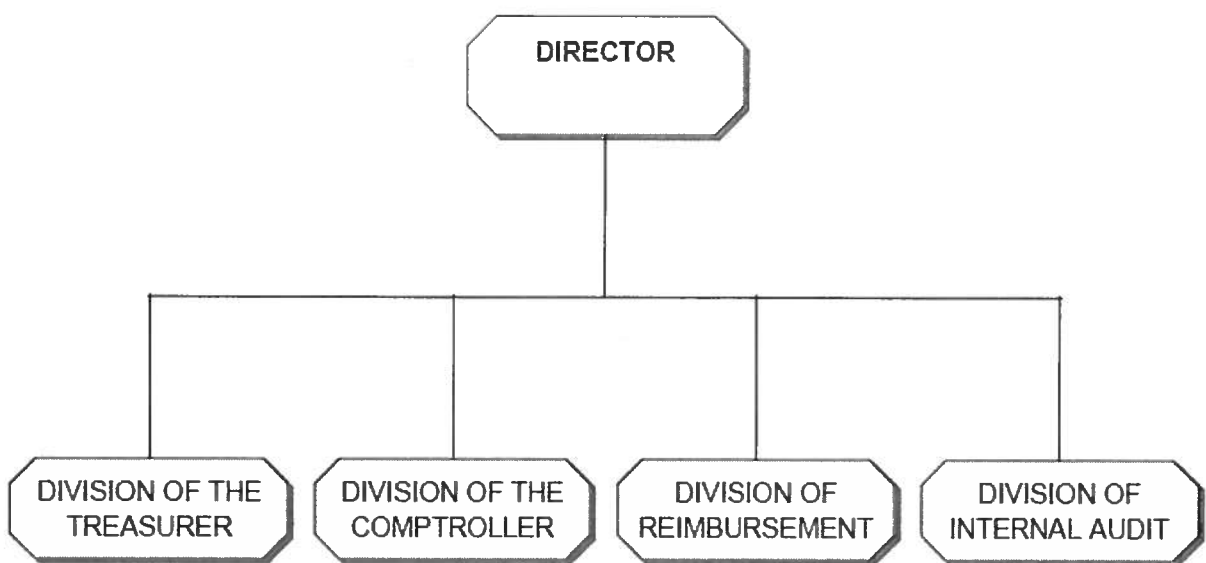 DIRECTOR
DIVISION OF THE
TREASURER
DIVISION OF THE
COMPTROLLER
DIVISION OF
REIMBURSEMENT
DIVISION OF
INTERNAL AUDIT